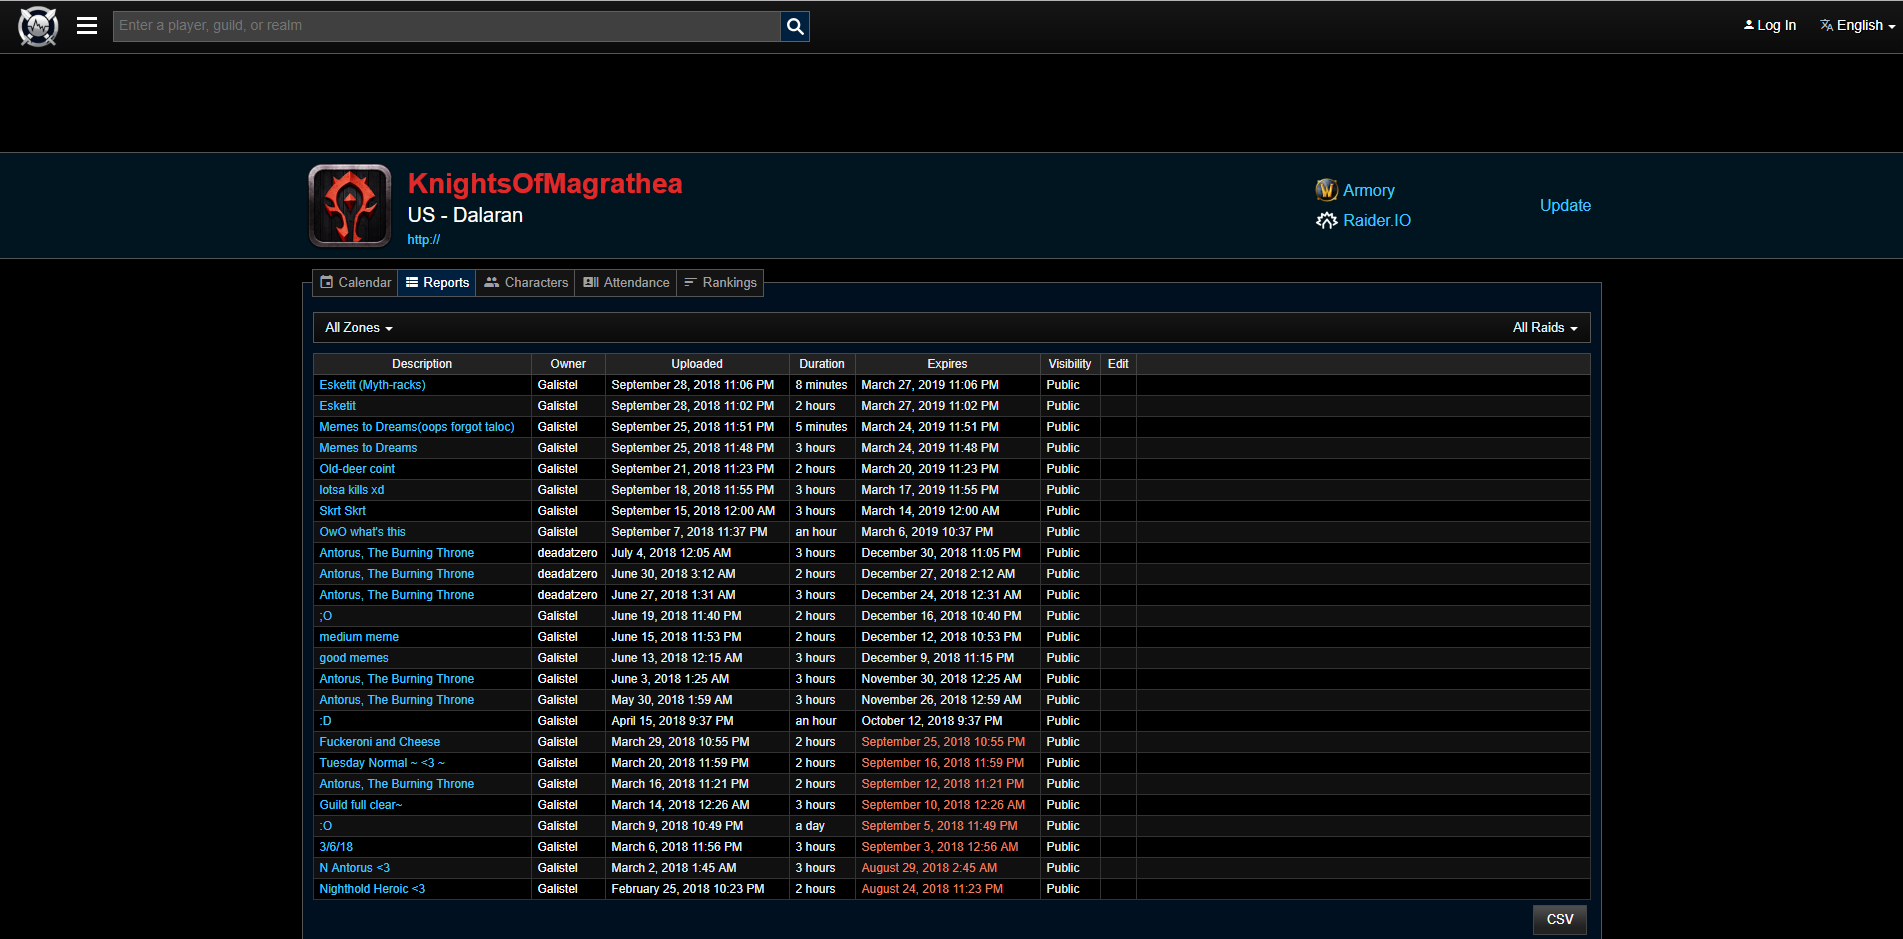 Enter a player, guild, or realm
Log In
English
KnightsOfMagrathea
US - Dalaran
http://
Armory
Raider.IO
Update
Calendar Reports Characters Attendance Rankings
All Zones All Raids
Description Owner Uploaded Duration Expires Visibility Edit
Esketit (Myth-racks) Galistel September 28, 2018 11:06 PM 8 minutes March 27, 2019 11:06 PM Public
Esketit Galistel September 28, 2018 11:02 PM 2 hours March 27, 2019 11:02 PM Public
Memes to Dreams(oops forgot taloc) Galistel September 25, 2018 11:51 PM 5 minutes March 24, 2019 11:51 PM Public
Memes to Dreams Galistel September 25, 2018 11:48 PM 3 hours March 24, 2019 11:48 PM Public
Old-deer coint Galistel September 21, 2018 11:23 PM 2 hours March 20, 2019 11:23 PM Public
lotsa kills xd Galistel September 18, 2018 11:55 PM 3 hours March 17, 2019 11:55 PM Public
Skrt Skrt Galistel September 15, 2018 12:00 AM 3 hours March 14, 2019 12:00 AM Public
OwO what's this Galistel September 7, 2018 11:37 PM an hour March 6, 2019 10:37 PM Public
Antorus, The Burning Throne deadatzero July 4, 2018 12:05 AM 3 hours December 30, 2018 11:05 PM Public
Antorus, The Burning Throne deadatzero June 30, 2018 3:12 AM 2 hours December 27, 2018 2:12 AM Public
Antorus, The Burning Throne deadatzero June 27, 2018 1:31 AM 3 hours December 24, 2018 12:31 AM Public
;O Galistel June 19, 2018 11:40 PM 2 hours December 16, 2018 10:40 PM Public
medium meme Galistel June 15, 2018 11:53 PM 2 hours December 12, 2018 10:53 PM Public
good memes Galistel June 13, 2018 12:15 AM 3 hours December 9, 2018 11:15 PM Public
Antorus, The Burning Throne Galistel June 3, 2018 1:25 AM 3 hours November 30, 2018 12:25 AM Public
Antorus, The Burning Throne Galistel May 30, 2018 1:59 AM 3 hours November 26, 2018 12:59 AM Public
:D Galistel April 15, 2018 9:37 PM an hour October 12, 2018 9:37 PM Public
Fuckeroni and Cheese Galistel March 29, 2018 10:55 PM 2 hours September 25, 2018 10:55 PM Public
Tuesday Normal ~ <3 ~ Galistel March 20, 2018 11:59 PM 2 hours September 16, 2018 11:59 PM Public
Antorus, The Burning Throne Galistel March 16, 2018 11:21 PM 2 hours September 12, 2018 11:21 PM Public
Guild full clear~ Galistel March 14, 2018 12:26 AM 3 hours September 10, 2018 12:26 AM Public
:O Galistel March 9, 2018 10:49 PM a day September 5, 2018 11:49 PM Public
3/6/18 Galistel March 6, 2018 11:56 PM 3 hours September 3, 2018 12:56 AM Public
N Antorus <3 Galistel March 2, 2018 1:45 AM 3 hours August 29, 2018 2:45 AM Public
Nighthold Heroic <3 Galistel February 25, 2018 10:23 PM 2 hours August 24, 2018 11:23 PM Public
CSV